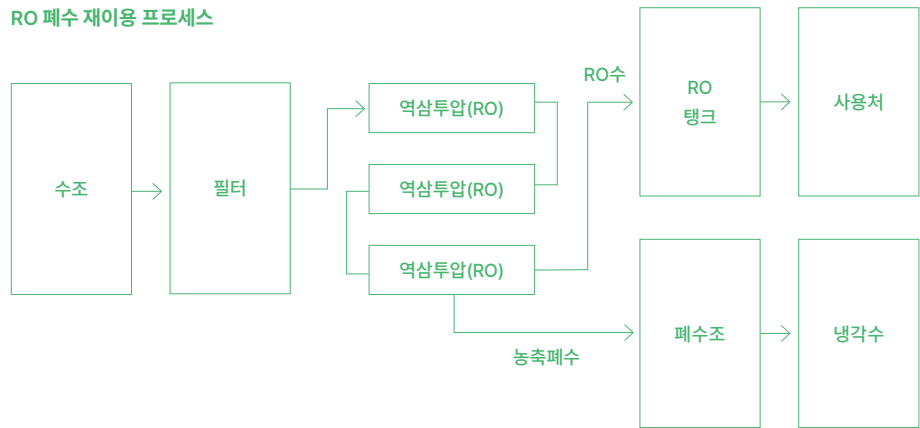 RO 폐수 재이용 프로세스
수조
필터
역삼투압(RO)
역삼투압(RO)
역삼투압(RO)
RO수
RO
탱크
사용처
농축폐수
폐수조
냉각수